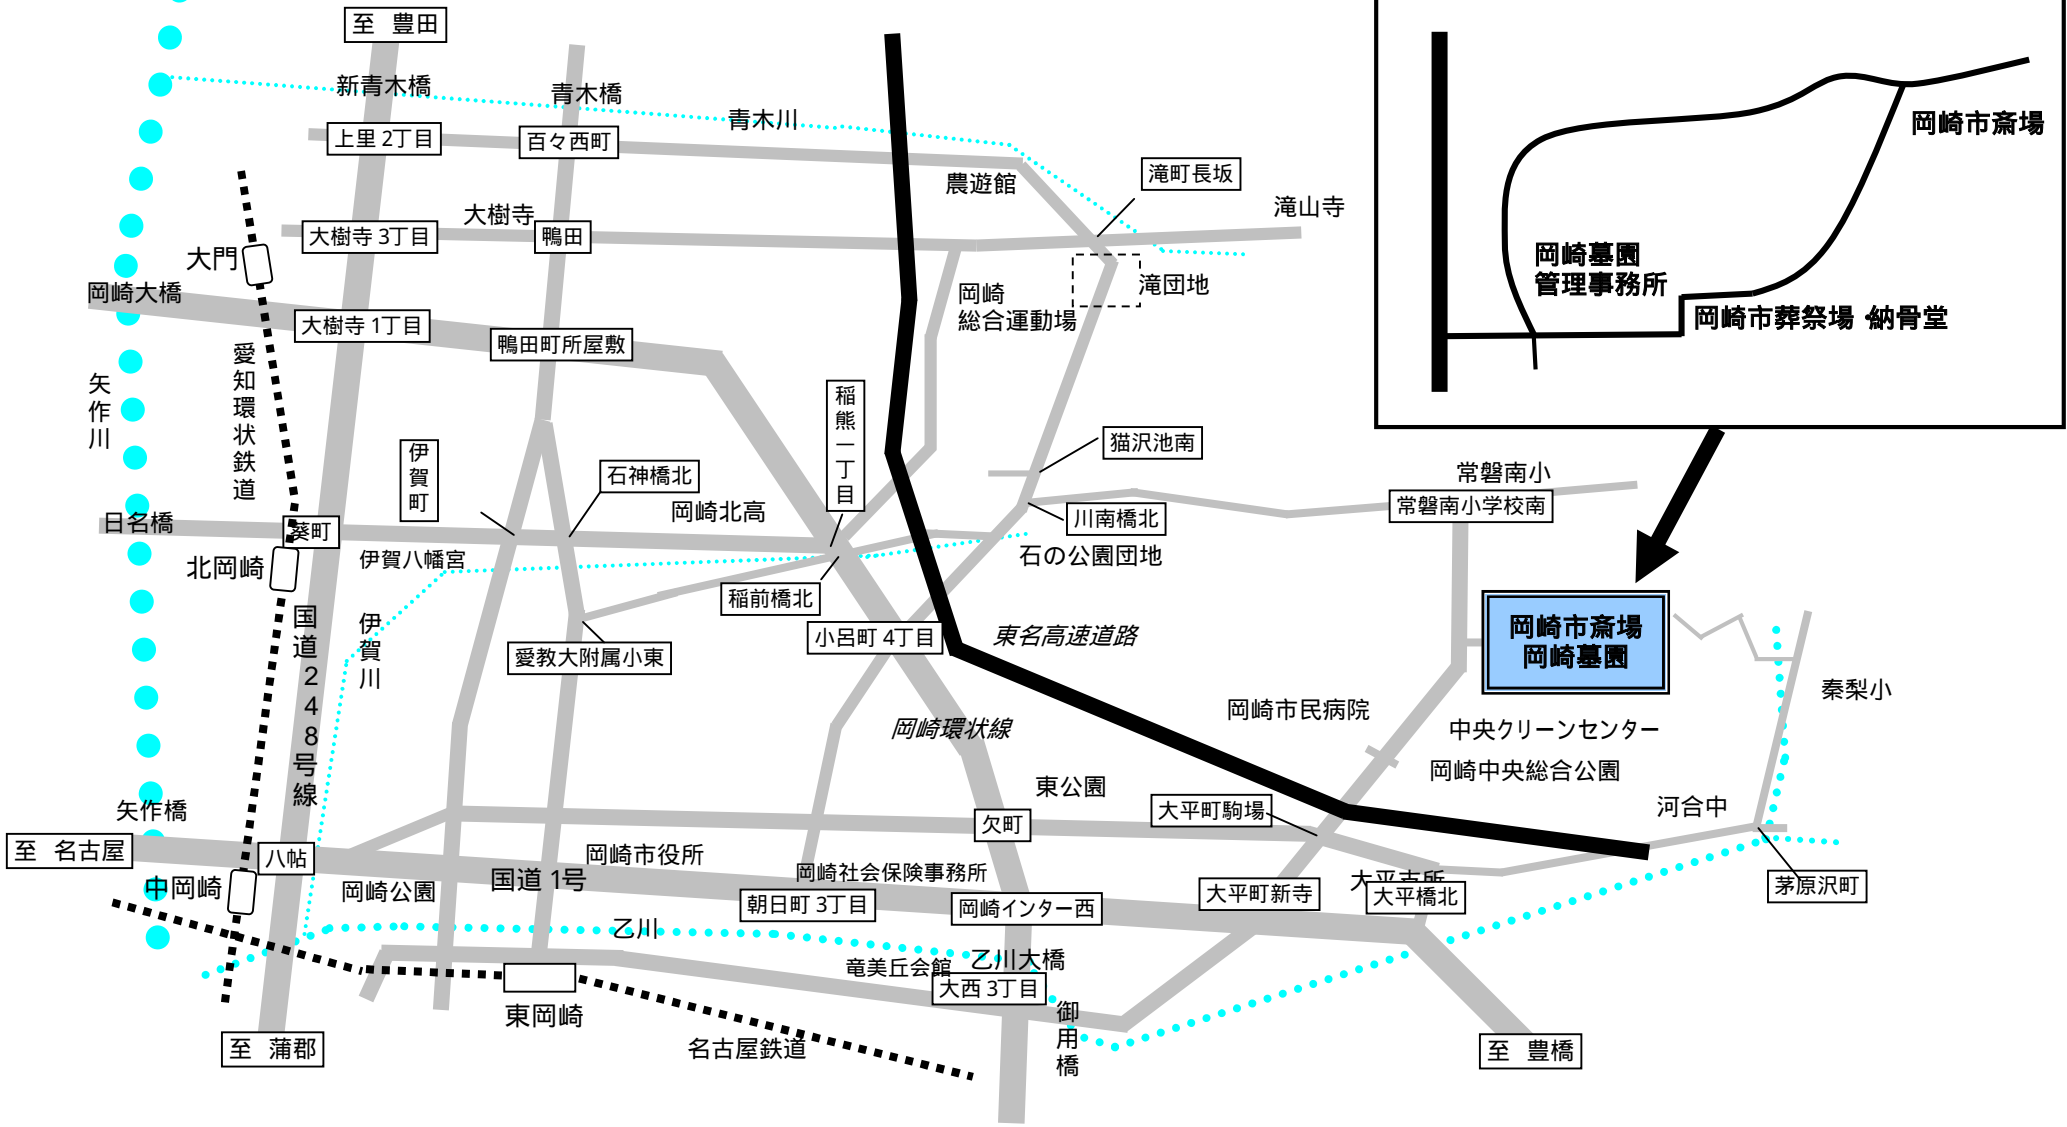 至 豊田
新青木橋
青木橋
青木川
上里2丁目
百々西町
農遊館
滝町長坂
滝山寺
大樹寺
大樹寺3丁目
鴨田
大門
岡崎大橋
滝団地
岡崎
総合運動場
大樹寺1丁目
鴨田町所屋敷
愛知環状鉄道
矢作川
稲熊一丁目
伊賀町
石神橋北
岡崎北高
猫沢池南
川南橋北
石の公園団地
常磐南小
常磐南小学校南
日名橋
葵町
北岡崎
伊賀八幡宮
稲前橋北
国道248号線
伊賀川
愛教大附属小東
小呂町4丁目
東名高速道路
岡崎市斎場
岡崎墓園
秦梨小
岡崎市民病院
中央クリーンセンター
岡崎中央総合公園
岡崎環状線
東公園
大平町駒場
河合中
矢作橋
至 名古屋
八帖
欠町
岡崎市役所
国道1号
岡崎社会保険事務所
中岡崎
岡崎公園
朝日町3丁目
岡崎インター西
大平町新寺
大平支所
大平橋北
茅原沢町
乙川
乙川大橋
竜美丘会館
大西3丁目
御用橋
東岡崎
名古屋鉄道
至 蒲郡
至 豊橋
岡崎市斎場
岡崎墓園
管理事務所
岡崎市葬祭場・納骨堂